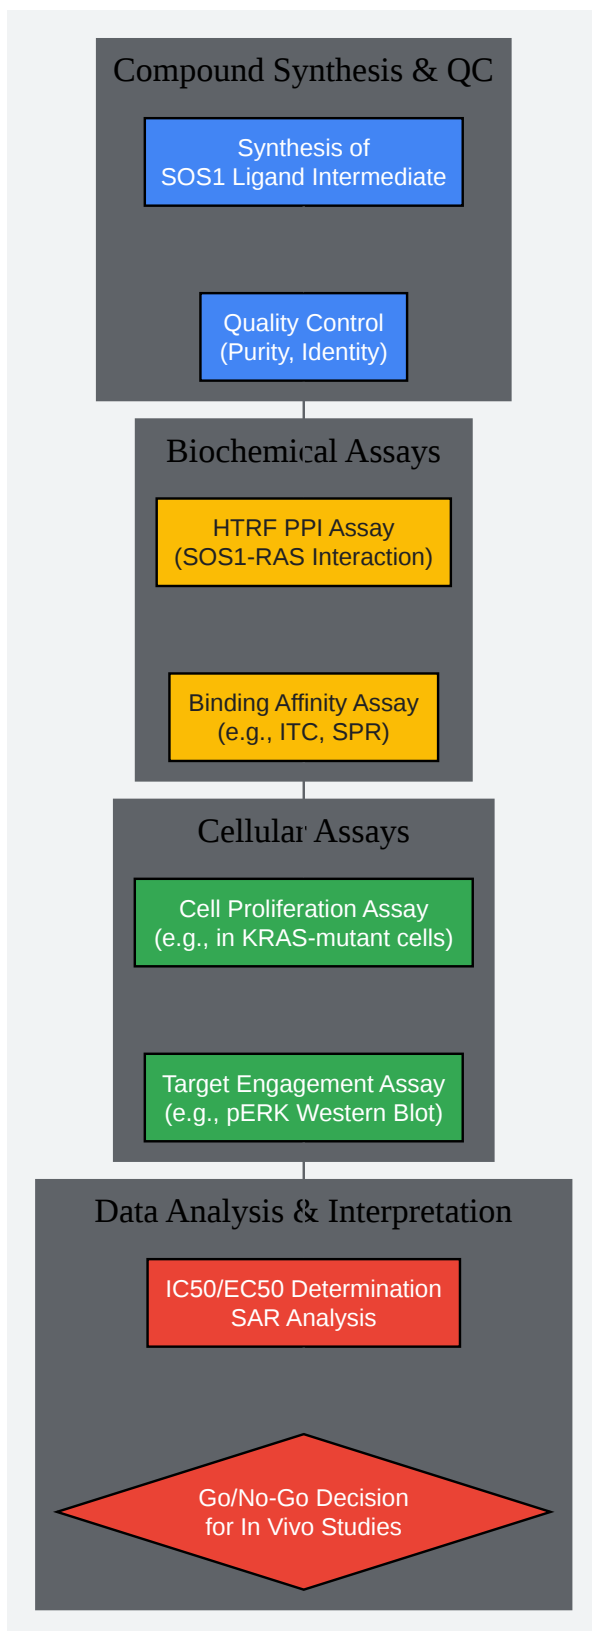 Compound Synthesis & QC
Synthesis of
SOS1 Ligand Intermediate
Quality Control
(Purity, Identity)
Biochemical Assays
HTRF PPI Assay
(SOS1-RAS Interaction)
Binding Affinity Assay
(e.g., ITC, SPR)
Cellular Assays
Cell Proliferation Assay
(e.g., in KRAS-mutant cells)
Target Engagement Assay
(e.g., pERK Western Blot)
Data Analysis & Interpretation
IC50/EC50 Determination
SAR Analysis
Go/No-Go Decision
for In Vivo Studies